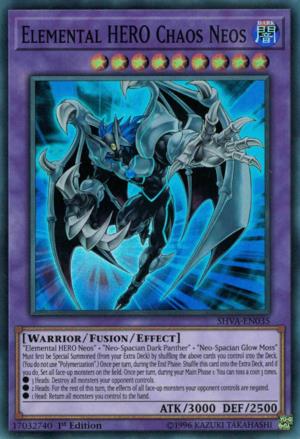 ELEMENTAL HERO CHAOS NEOS
DARK
闇
SHVA-EN035
[WARRIOR/FUSION/EFFECT]
"Elemental HERO Neos" + "Neo-Spacian Dark Panther" + "Neo-Spacian Glow Moss"
Must first be Special Summoned (from your Extra Deck) by shuffling the above cards you control into the Deck.
(You do not use "Polymerization".) Once per turn, during the End Phase: Shuffle this card into the Extra Deck, and if
you do, Set all face-up monsters on the field. Once per turn, during your Main Phase 1: You can toss a coin 3 times.
● 3 Heads: Destroy all monsters your opponent controls.
● 2 Heads: For the rest of this turn, the effects of all face-up monsters your opponent controls are negated.
● 1 Head: Return all monsters you control to the hand.
ATK/3000 DEF/2500
17032740 1st Edition ©1996 KAZUKI TAKAHASHI